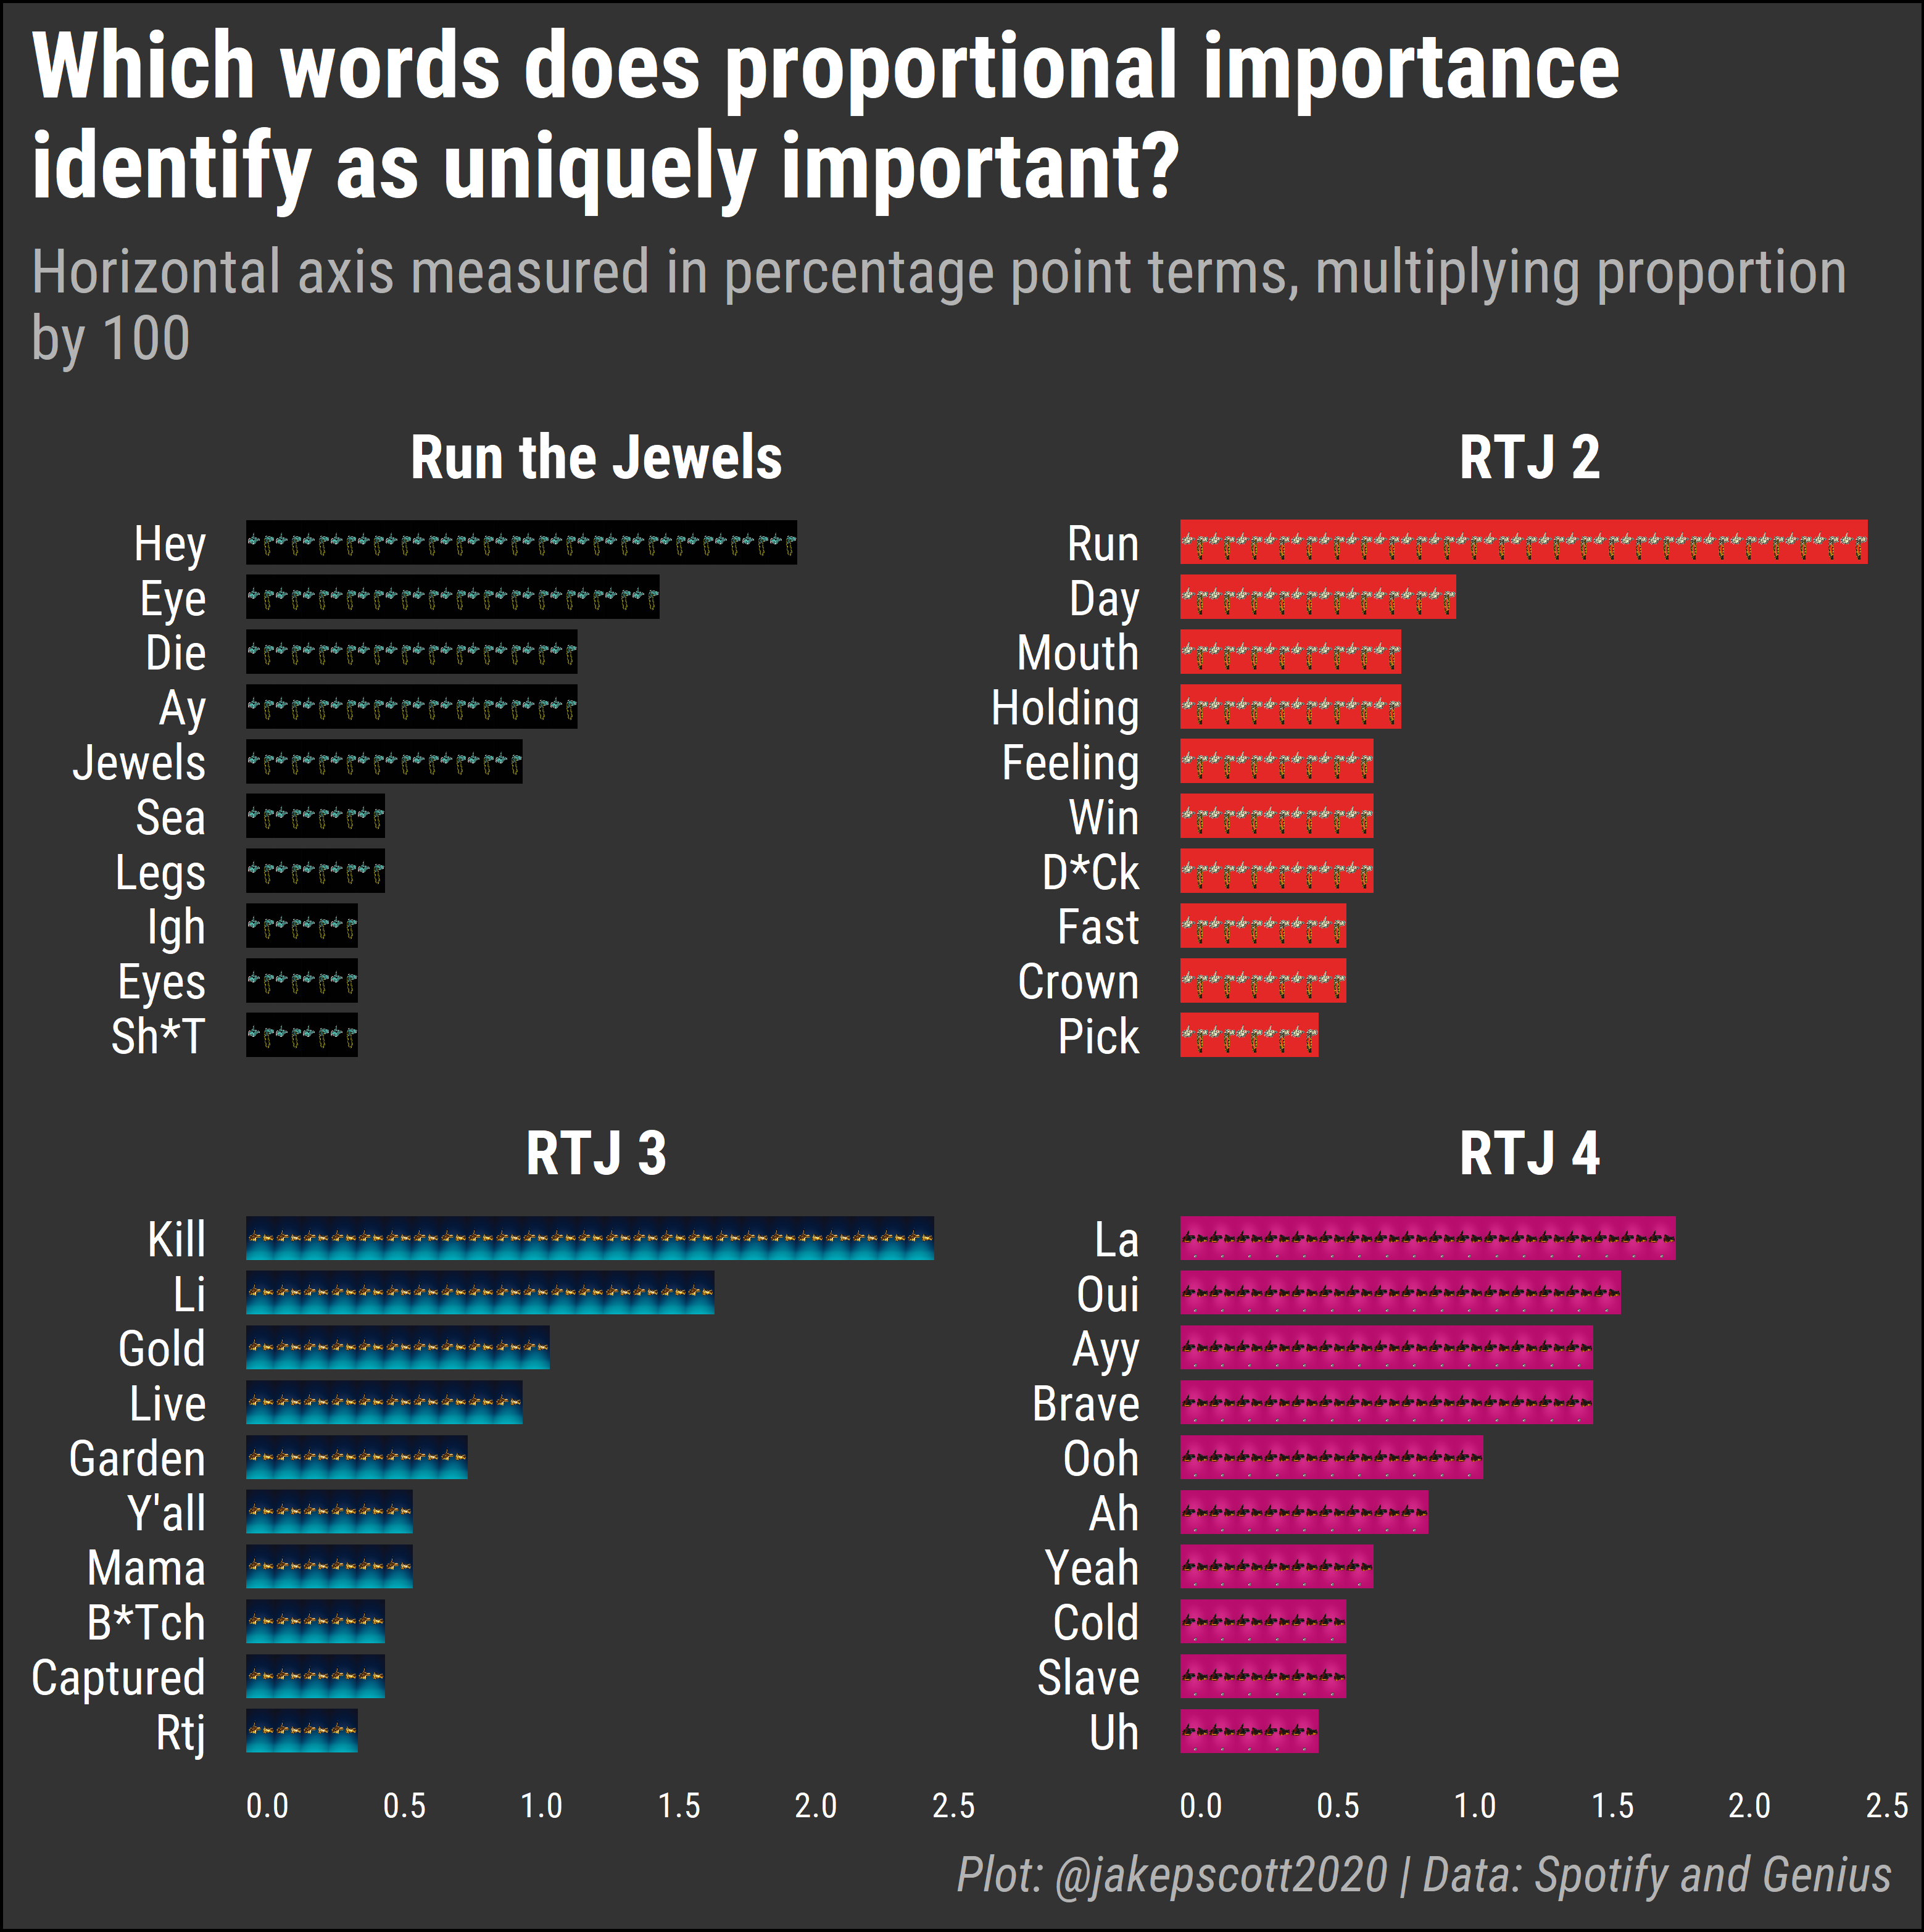 Which words does proportional importance
identify as uniquely important?
Horizontal axis measured in percentage point terms, multiplying proportion
by 100
Run the Jewels
Hey
Eye
Die
Ay
Jewels
Sea
Legs
Igh
Eyes
Sh*T
RTJ 2
Run
Day
Mouth
Holding
Feeling
Win
D*Ck
Fast
Crown
Pick
RTJ 3
Kill
Li
Gold
Live
Garden
Y'all
Mama
B*Tch
Captured
Rtj
0.0 0.5 1.0 1.5 2.0 2.5
RTJ 4
La
Oui
Ayy
Brave
Ooh
Ah
Yeah
Cold
Slave
Uh
0.0 0.5 1.0 1.5 2.0 2.5
Plot: @jakepscott2020 | Data: Spotify and Genius